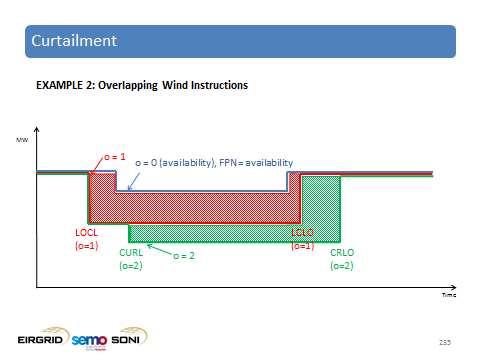 Curtailment
EXAMPLE 2: Overlapping Wind Instructions
MW
o = 1
o = 0 (availability), FPN= availability
LOCL
(o=1)
LCLO
(o=1)
CURL
(o=2)
o = 2
CRLO
(o=2)
Time
EIRGRID semo SONI
235